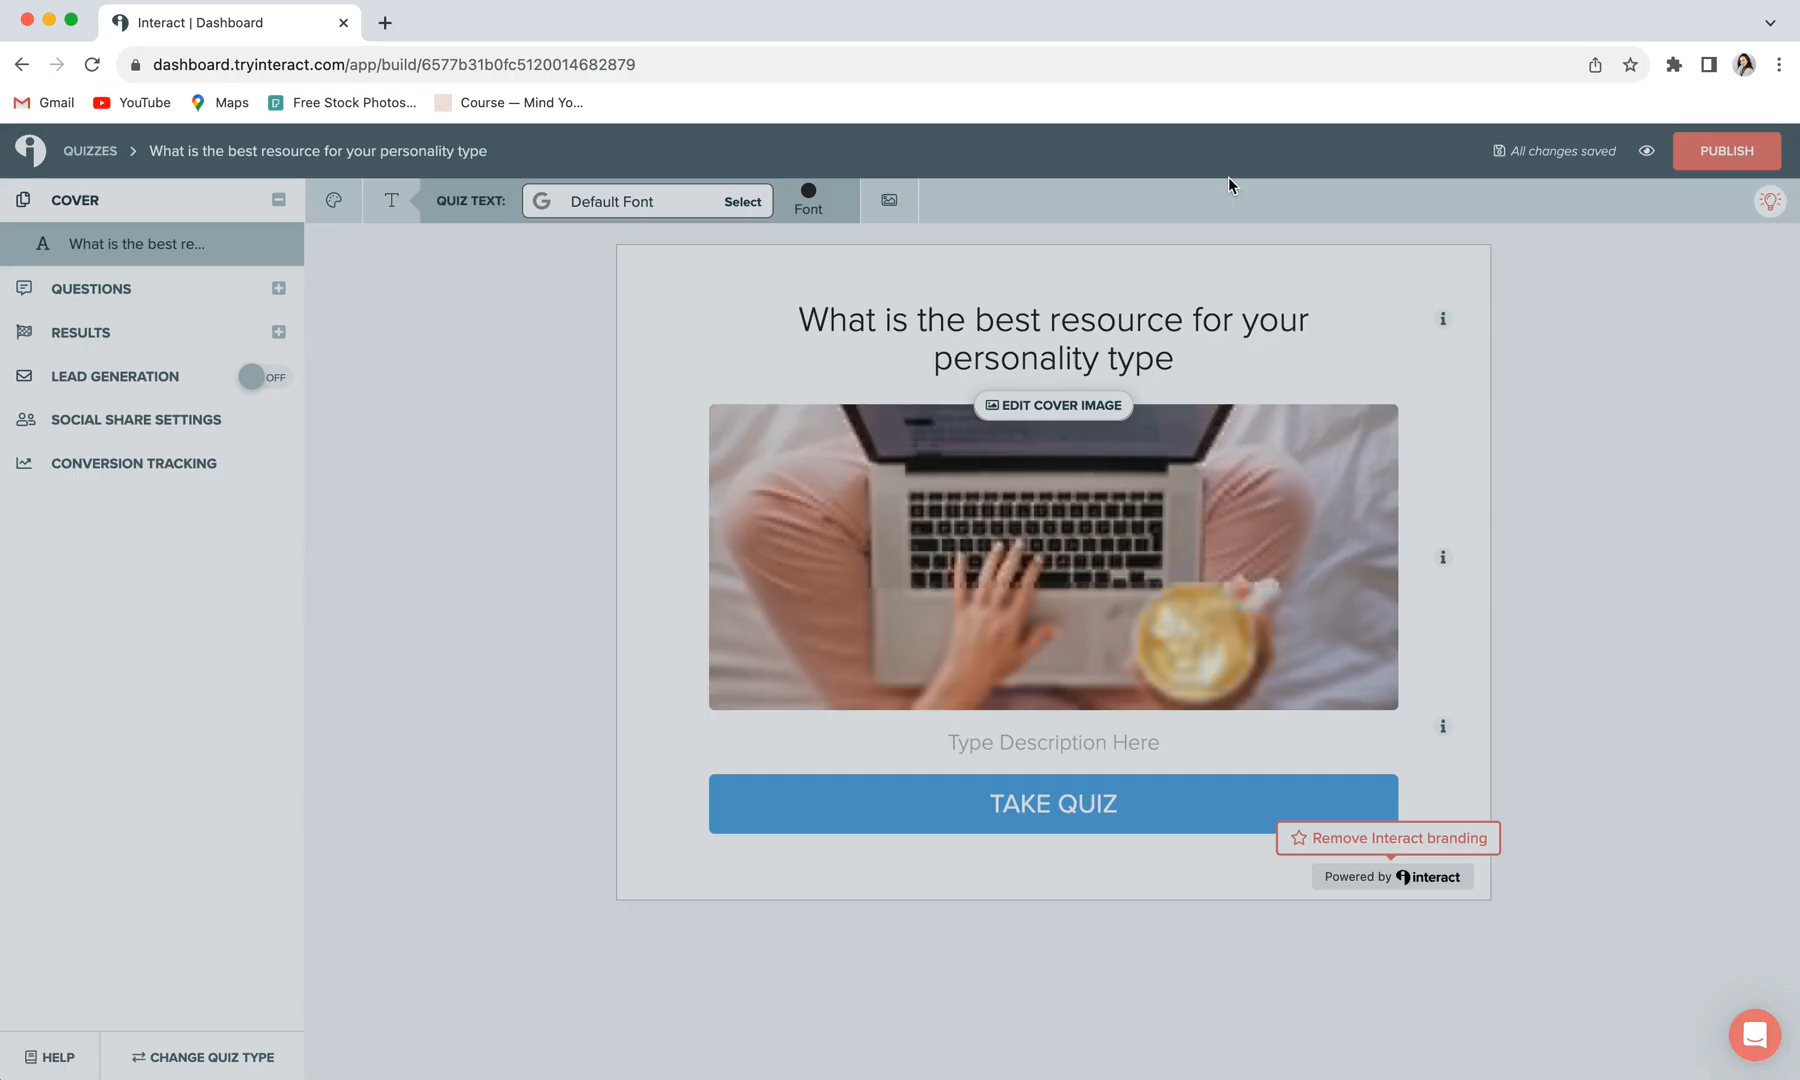 Interact | Dashboard
dashboard.tryinteract.com/app/build/6577b31b0fc5120014682879
Gmail
YouTube
Maps
Free Stock Photos...
Course — Mind Yo...
QUIZZES > What is the best resource for your personality type
All changes saved
PUBLISH
COVER
QUIZ TEXT:
Default Font
Select
Font
What is the best re...
QUESTIONS
RESULTS
LEAD GENERATION
OFF
SOCIAL SHARE SETTINGS
CONVERSION TRACKING
What is the best resource for your
personality type
EDIT COVER IMAGE
Type Description Here
TAKE QUIZ
Remove Interact branding
Powered by interact
HELP
CHANGE QUIZ TYPE